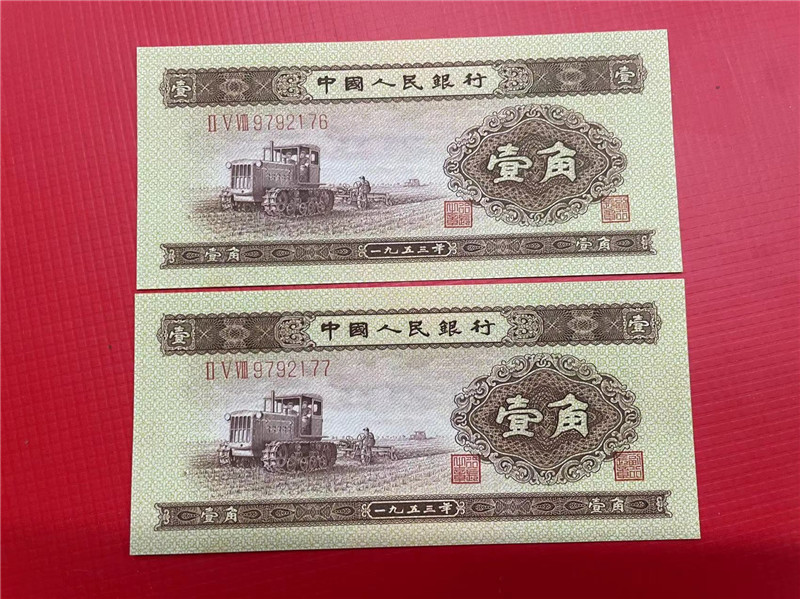 壹 中國人民銀行 壹
II V VIII 9792176
壹角
壹角 一九五三年 壹角
壹 中國人民銀行 壹
II V VIII 9792177
壹角
壹角 一九五三年 壹角